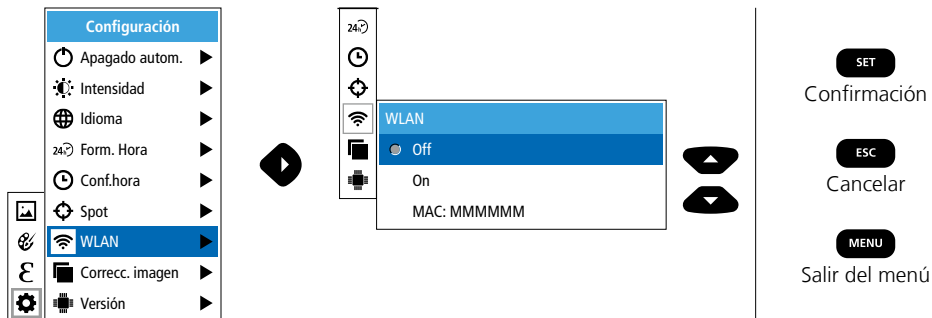 Configuración
Apagado autom.
Intensidad
Idioma
24h Form. Hora
Conf.hora
Spot
WLAN
Correcc. imagen
Versión
24h
WLAN
Off
On
MAC: MMMMMM
SET
Confirmación
ESC
Cancelar
MENU
Salir del menú